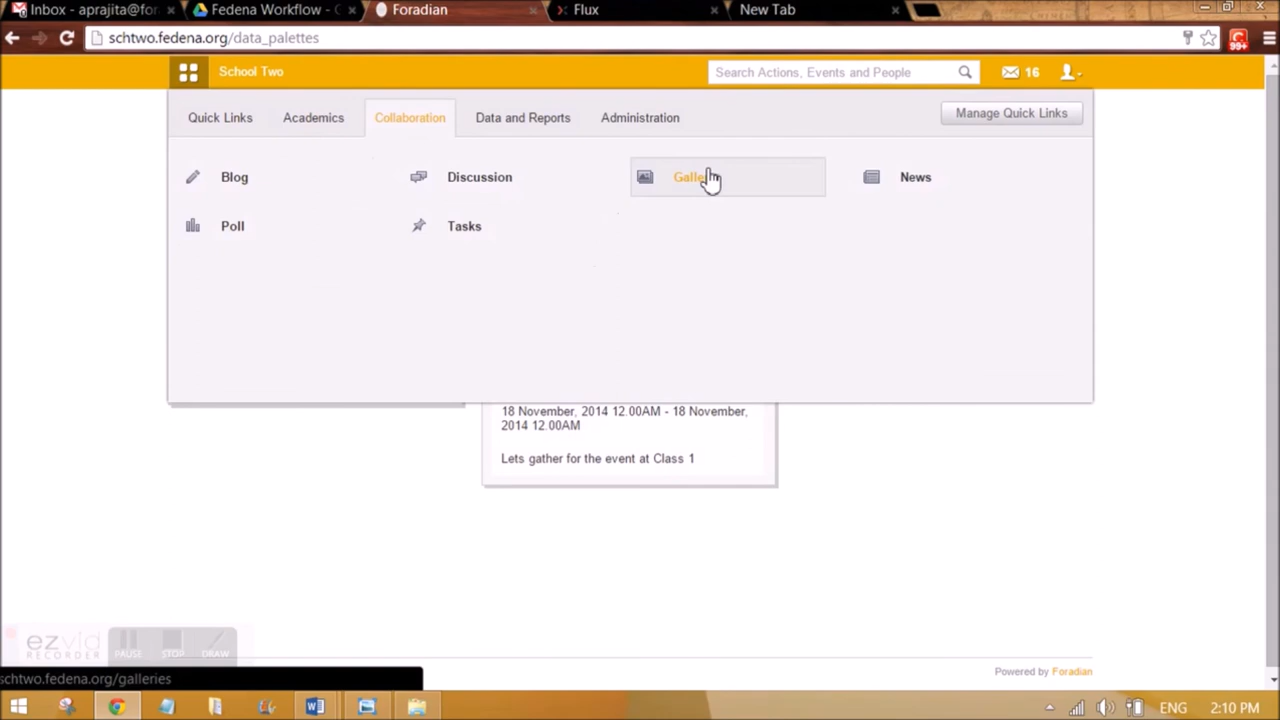 Inbox - aprajita@fo
Fedena Workflow - C
Foradian
Flux
New Tab
schtwo.fedena.org/data_palettes
99+
School Two
Search Actions, Events and People
16
Quick Links
Academics
Collaboration
Data and Reports
Administration
Manage Quick Links
Blog
Discussion
News
Poll
Tasks
18 November, 2014 12.00AM - 18 November,
2014 12.00AM
Lets gather for the event at Class 1
ezvid
RECORDER
PAUSE
STOP
DRAW
Powered by Foradian
schtwo.fedena.org/galleries
ENG
2:10 PM